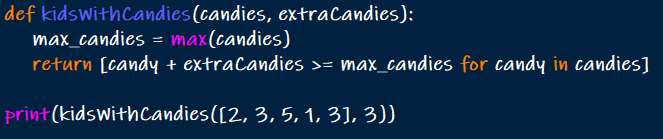 def kidsWithCandies(candies, extraCandies):
    max_candies = max(candies)
    return [candy + extraCandies >= max_candies for candy in candies]

print(kidsWithCandies([2, 3, 5, 1, 3], 3))